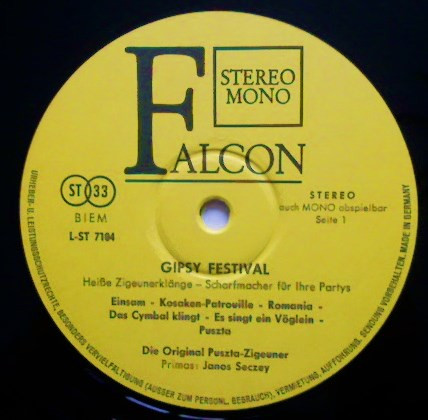 STEREO
MONO
FALCON
ST 33
BIEM
L-ST 7194
STEREO
auch MONO abspielbar
Seite 1
GIPSY FESTIVAL
Heiße Zigeunerklänge – Scharfmacher für Ihre Partys
Einsam - Kosaken-Patrouille - Romania -
Das Cymbal klingt - Es singt ein Vöglein -
Puszta
Die Original Puszta-Zigeuner
Primas: Janos Seczey
URHEBER- U. LEISTUNGSSCHUTZRECHTE, BESONDERS VERVIELFÄLTIGUNG (AUSSER ZUM PERSÖNL. GEBRAUCH), VERMIETUNG, AUFFÜHRUNG, SENDUNG VORBEHALTEN, MADE IN GERMANY